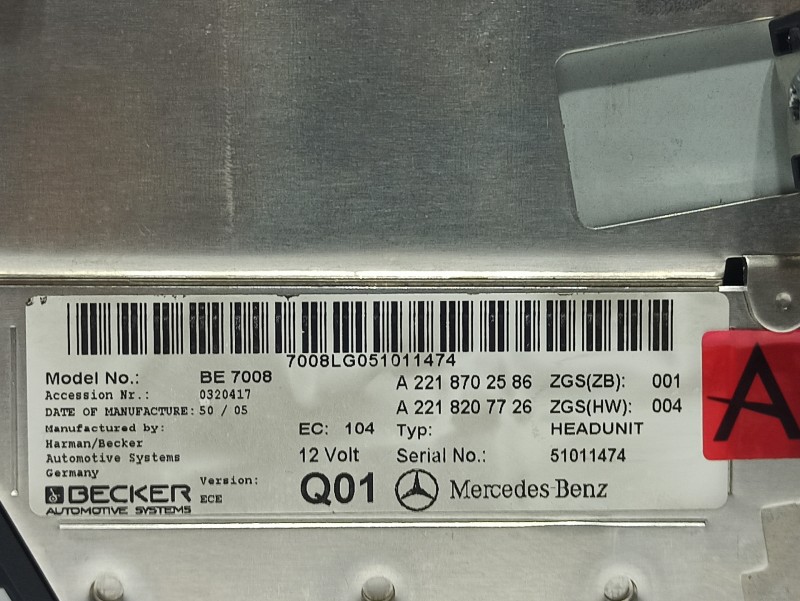 7008LG051011474
Model No.: BE 7008
A 221 870 25 86 ZGS(ZB): 001
Accession Nr.: 0320417
A 221 820 77 26 ZGS(HW): 004
DATE OF MANUFACTURE: 50 / 05
Manufactured by:
EC: 104 Typ: HEADUNIT
Harman/Becker
Automotive Systems
12 Volt Serial No.: 51011474
Germany
Version:
ECE
BECKER
AUTOMOTIVE SYSTEMS
Q01 Mercedes-Benz
A